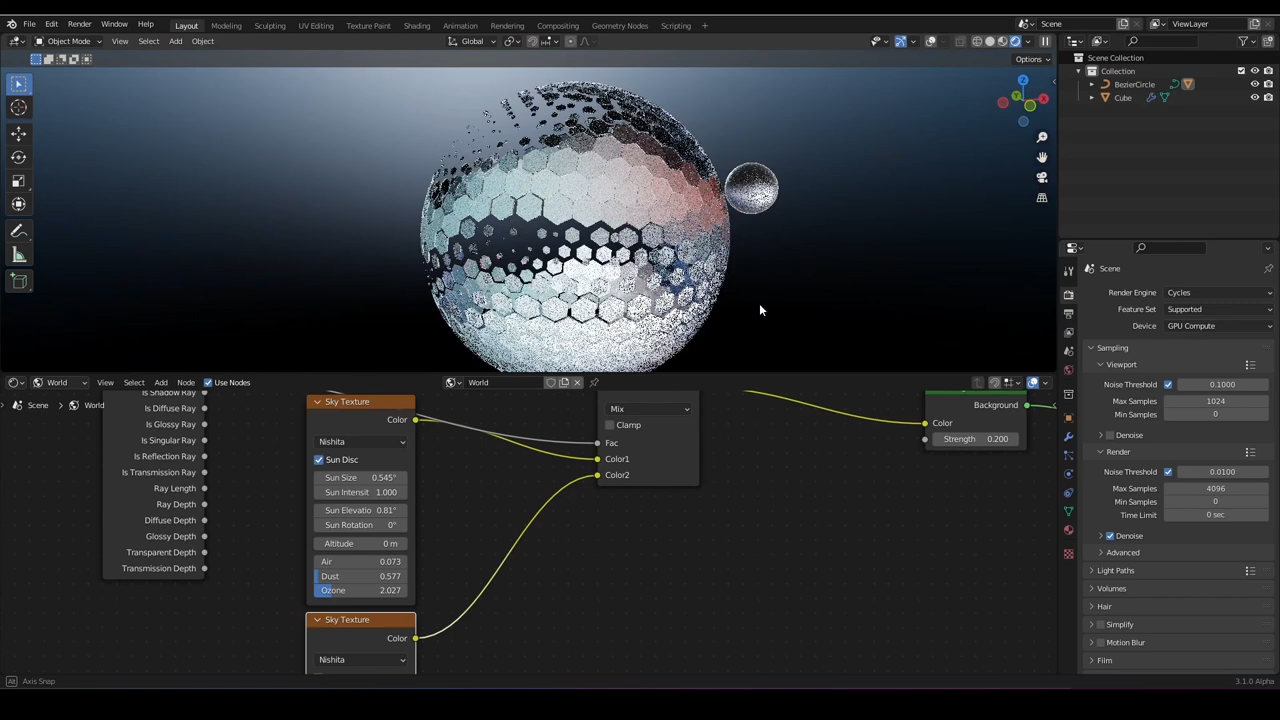 File Edit Render Window Help Layout Modeling Sculpting UV Editing Texture Paint Shading Animation Rendering Compositing Geometry Nodes Scripting + Scene ViewLayer
Object Mode View Select Add Object Global
Options
Scene Collection
Collection
BezierCircle
Cube
Z
Y
X
Scene
Render Engine Cycles
Feature Set Supported
Device GPU Compute
Sampling
Viewport
Noise Threshold 0.1000
Max Samples 1024
Min Samples 0
Denoise
Render
Noise Threshold 0.0100
Max Samples 4096
Min Samples 0
Time Limit 0 sec
Denoise
Advanced
Light Paths
Volumes
Hair
Simplify
Motion Blur
Film
World View Select Add Node Use Nodes World
Scene World
Is Shadow Ray
Is Diffuse Ray
Is Glossy Ray
Is Singular Ray
Is Reflection Ray
Is Transmission Ray
Ray Length
Ray Depth
Diffuse Depth
Glossy Depth
Transparent Depth
Transmission Depth
Sky Texture
Color
Nishita
Sun Disc
Sun Size 0.545°
Sun Intensit 1.000
Sun Elevatio 0.81°
Sun Rotation 0°
Altitude 0 m
Air 0.073
Dust 0.577
Ozone 2.027
Sky Texture
Color
Nishita
Mix
Clamp
Fac
Color1
Color2
Background
Color
Strength 0.200
Alt Axis Snap
3.1.0 Alpha